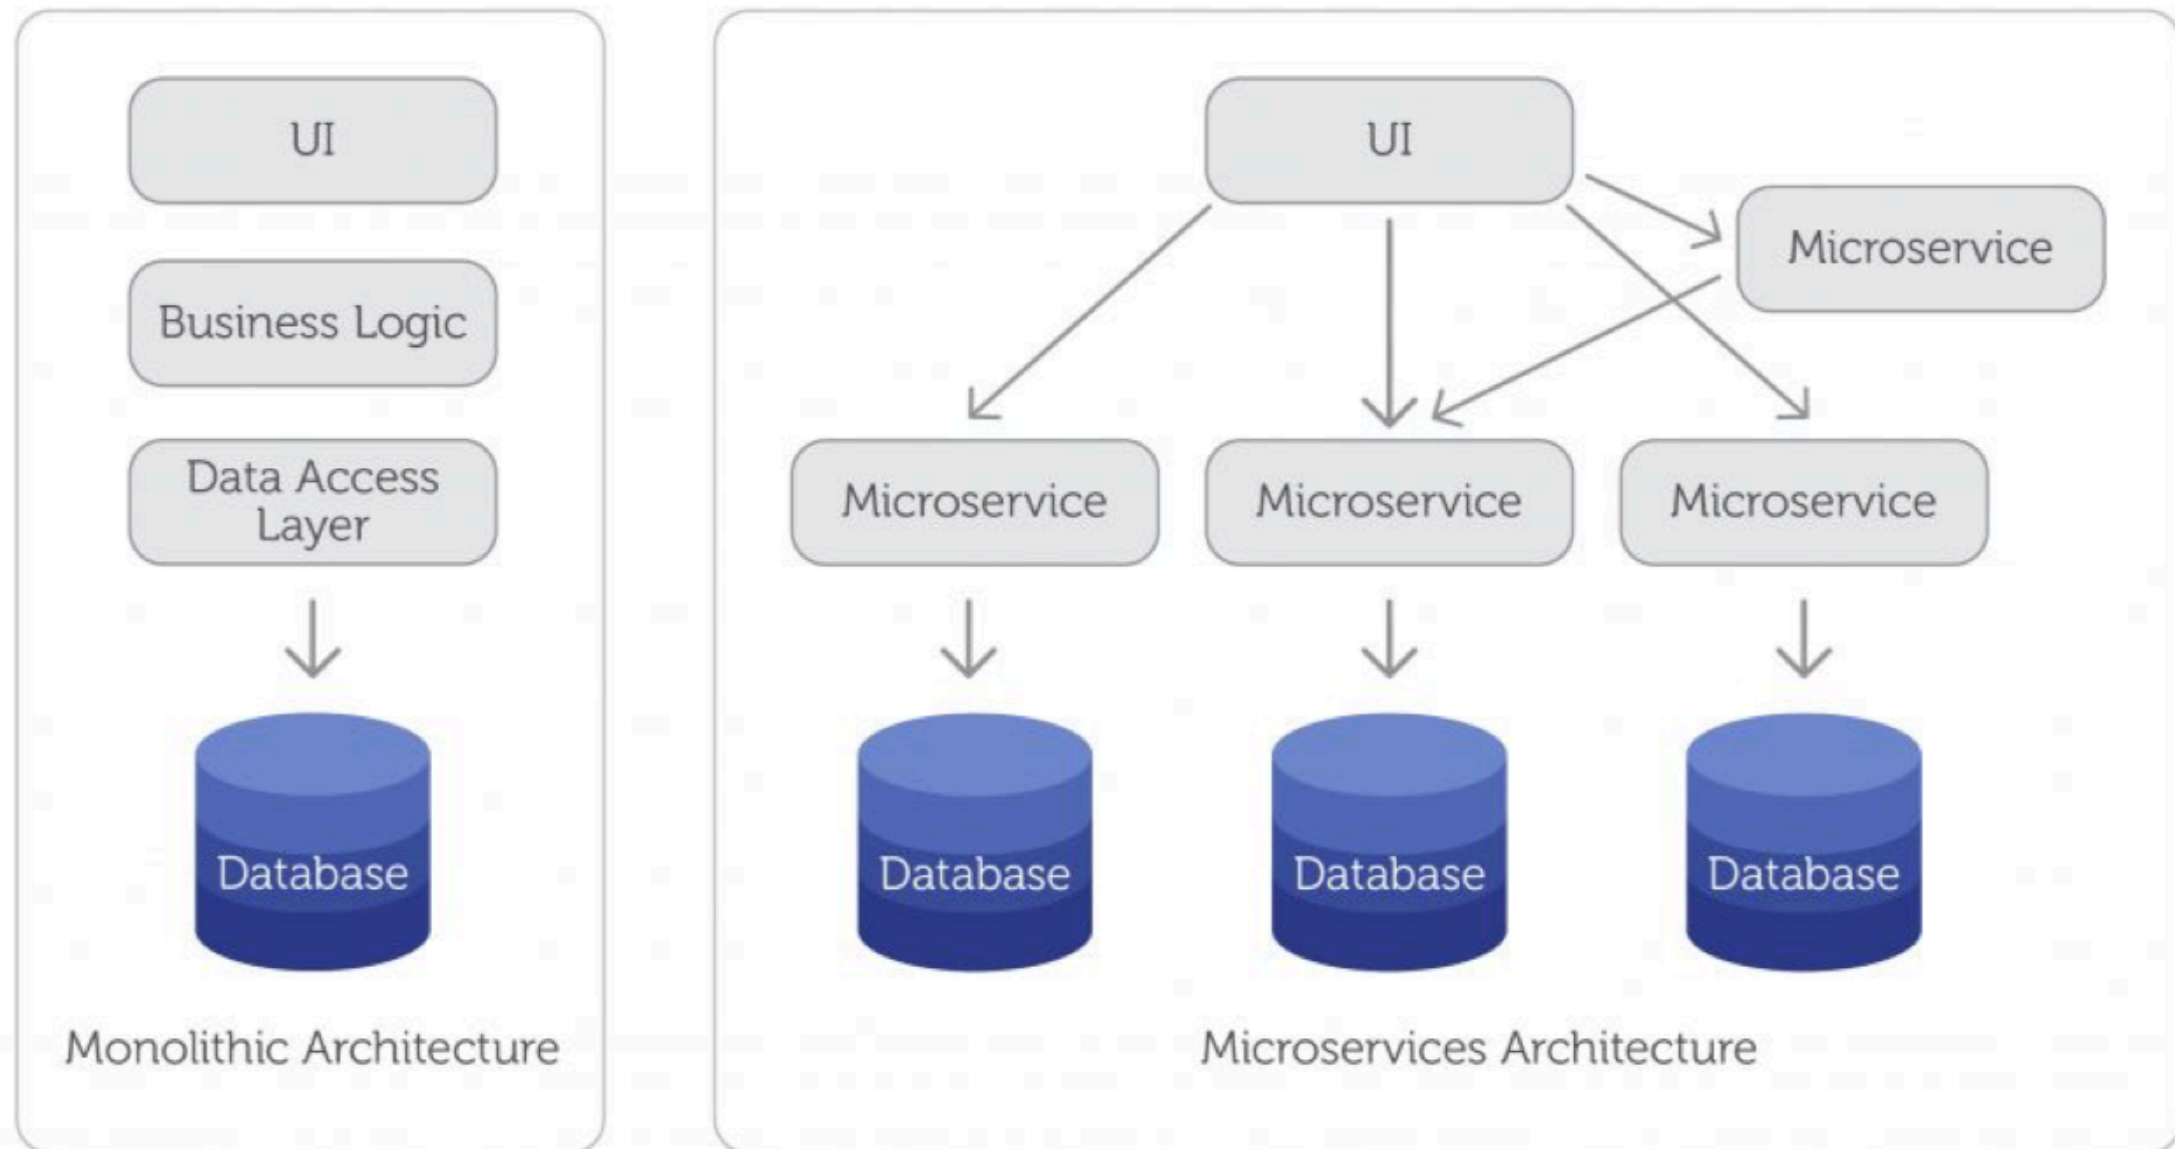 UI
Business Logic
Data Access
Layer
Database
Monolithic Architecture
UI
Microservice
Microservice
Microservice
Microservice
Database
Database
Database
Microservices Architecture